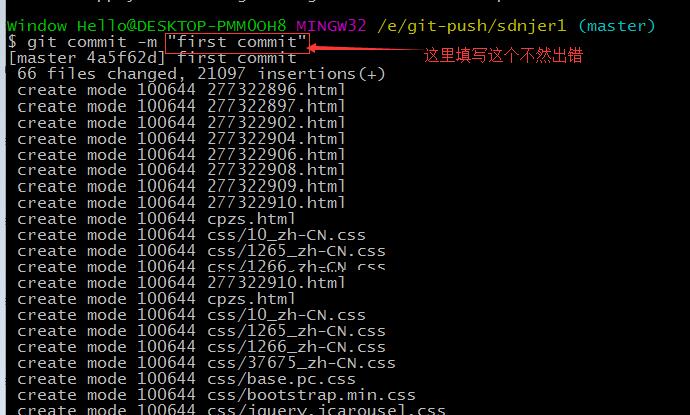 Window Hello@DESKTOP-PMMOOH8 MINGW32 /e/git-push/sdnjer1 (master)
$ git commit -m "first commit"
这里填写这个不然出错
[master 4a5f62d] first commit
66 files changed, 21097 insertions(+)
create mode 100644 277322896.html
create mode 100644 277322897.html
create mode 100644 277322902.html
create mode 100644 277322904.html
create mode 100644 277322906.html
create mode 100644 277322908.html
create mode 100644 277322909.html
create mode 100644 277322910.html
create mode 100644 cpzs.html
create mode 100644 css/10_zh-CN.css
create mode 100644 css/1265_zh-CN.css
create mode 100644 css/1266_zh-CN.css
create mode 100644 277322910.html
create mode 100644 cpzs.html
create mode 100644 css/10_zh-CN.css
create mode 100644 css/1265_zh-CN.css
create mode 100644 css/1266_zh-CN.css
create mode 100644 css/37675_zh-CN.css
create mode 100644 css/base.pc.css
create mode 100644 css/bootstrap.min.css
create mode 100644 css/jquery.jcarousel.css